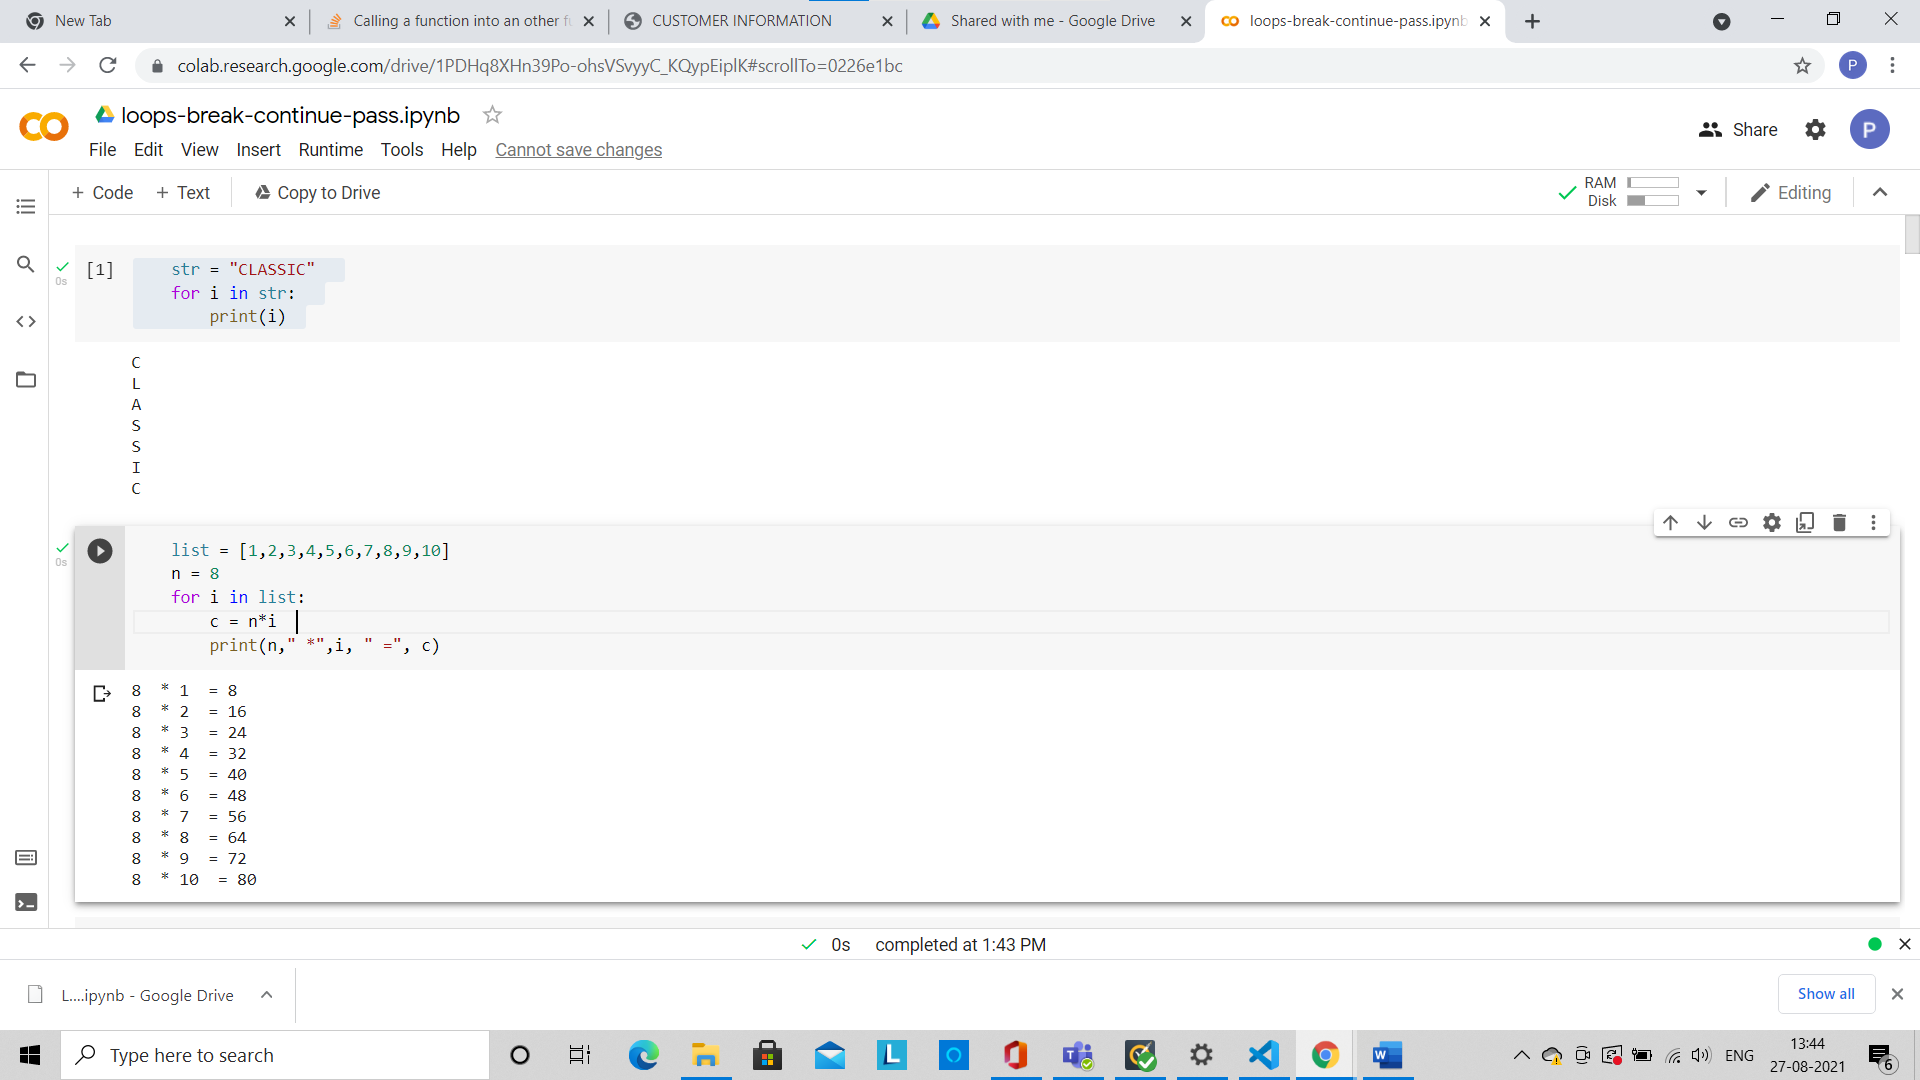 New Tab
Calling a function into an other f
CUSTOMER INFORMATION
Shared with me - Google Drive
loops-break-continue-pass.ipynb
colab.research.google.com/drive/1PDHq8XHn39Po-ohsVSvyyC_KQypEiplK#scrollTo=0226e1bc
P
loops-break-continue-pass.ipynb
Share
P
File Edit View Insert Runtime Tools Help Cannot save changes
+ Code + Text Copy to Drive
RAM
Disk
Editing
[1] str = "CLASSIC"
0s
for i in str:
print(i)
C
L
A
S
S
I
C
list = [1,2,3,4,5,6,7,8,9,10]
0s
n = 8
for i in list:
c = n*i
print(n," *",i, " =", c)
8  * 1  = 8
8  * 2  = 16
8  * 3  = 24
8  * 4  = 32
8  * 5  = 40
8  * 6  = 48
8  * 7  = 56
8  * 8  = 64
8  * 9  = 72
8  * 10  = 80
0s completed at 1:43 PM
L....ipynb - Google Drive
Show all
Type here to search
L
T
W
ENG
13:44
27-08-2021
6